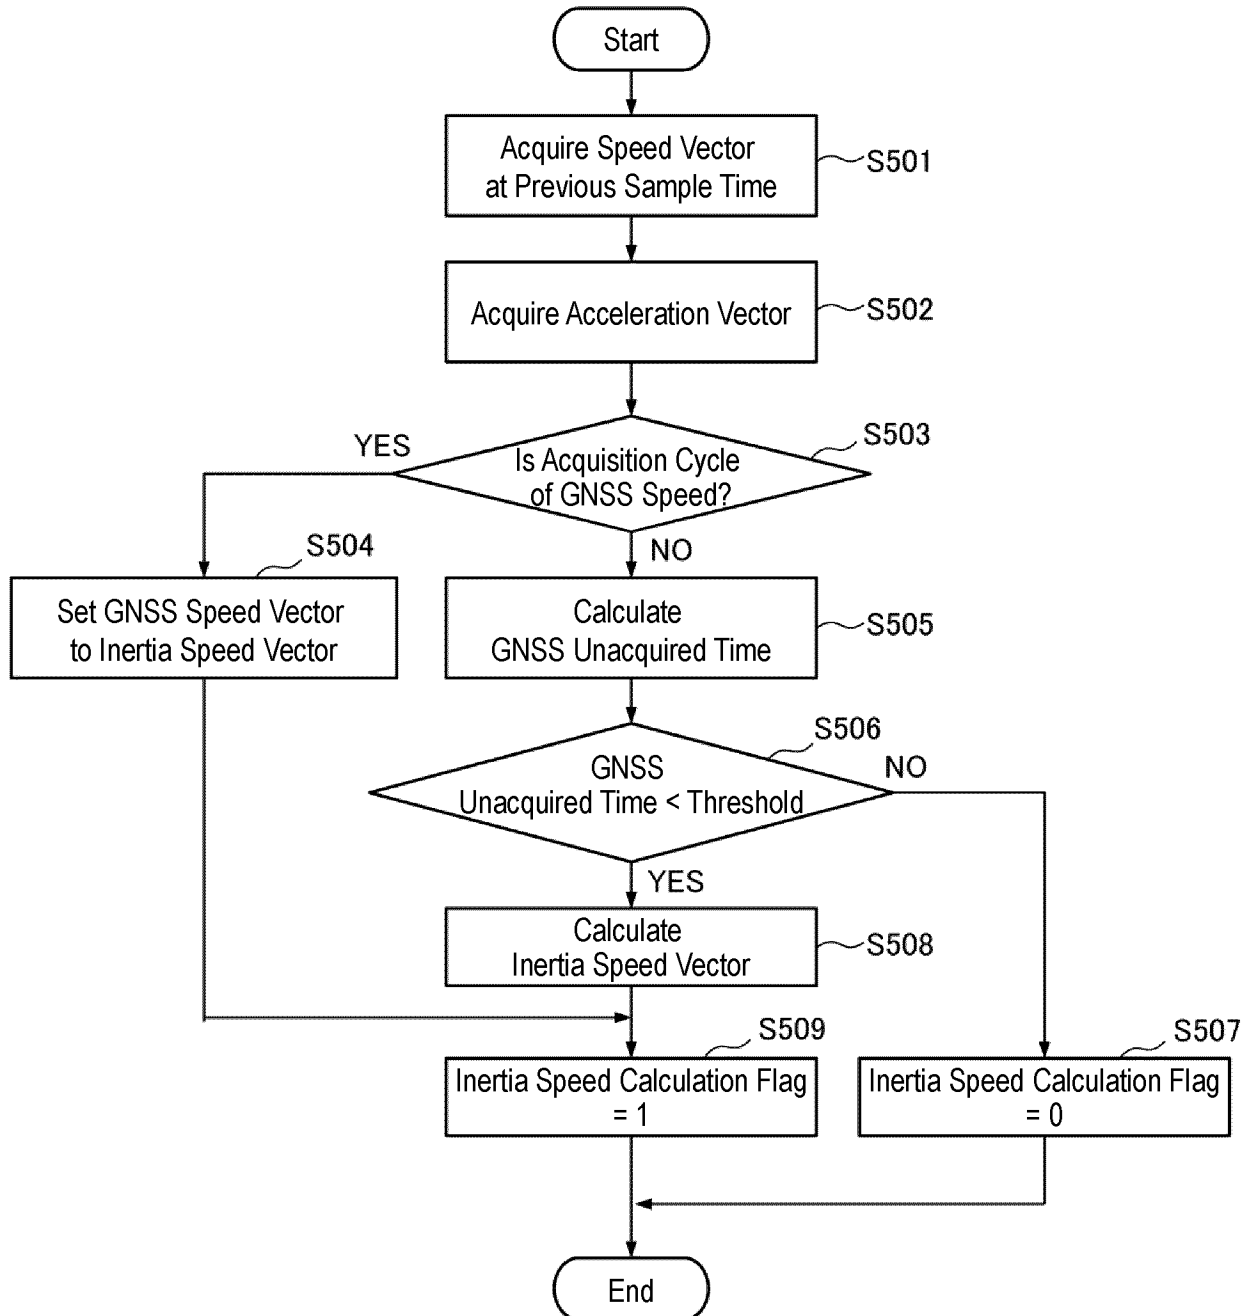 Start
Acquire Speed Vector
at Previous Sample Time
S501
Acquire Acceleration Vector
S502
S503
YES
Is Acquisition Cycle
of GNSS Speed?
NO
S504
Set GNSS Speed Vector
to Inertia Speed Vector
Calculate
GNSS Unacquired Time
S505
S506
GNSS
Unacquired Time < Threshold
NO
YES
Calculate
Inertia Speed Vector
S508
S509
Inertia Speed Calculation Flag
= 1
S507
Inertia Speed Calculation Flag
= 0
End